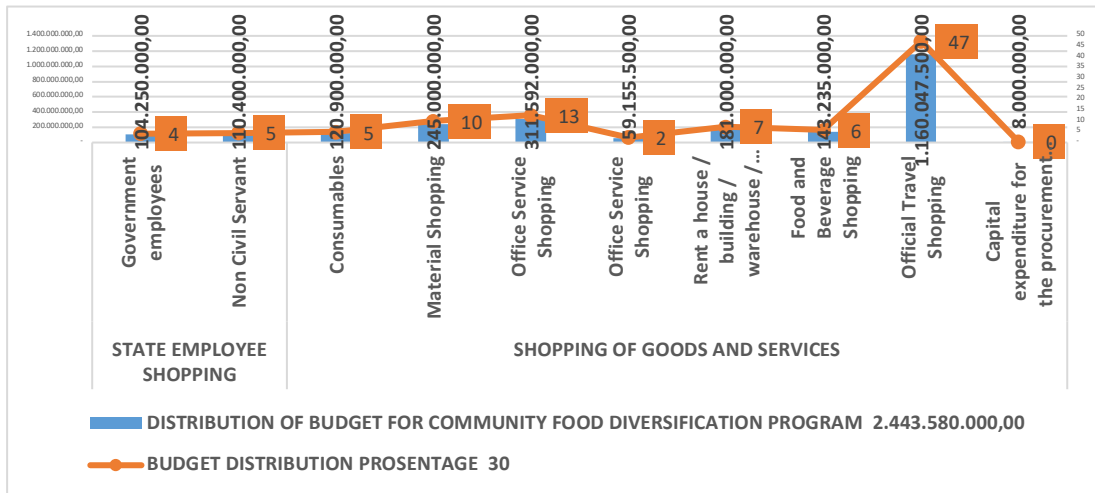 1.400.000.000,00
1.200.000.000,00
1.000.000.000,00
800.000.000,00
600.000.000,00
400.000.000,00
200.000.000,00
-
104.250.000,00
110.400.000,00
120.900.000,00
245.000.000,00
311.592.000,00
59.155.500,00
181.000.000,00
143.235.000,00
1.160.047.500,00
8.000.000,00
4
5
5
10
13
2
7
6
47
0
50
45
40
35
30
25
20
15
10
5
-
Government
employees
Non Civil Servant
Consumables
Material Shopping
Office Service
Shopping
Office Service
Shopping
Rent a house /
building /
warehouse /…
Food and
Beverage
Shopping
Official Travel
Shopping
Capital
expenditure for
the procurement…
STATE EMPLOYEE
SHOPPING
SHOPPING OF GOODS AND SERVICES
DISTRIBUTION OF BUDGET FOR COMMUNITY FOOD DIVERSIFICATION PROGRAM 2.443.580.000,00
BUDGET DISTRIBUTION PROSENTAGE 30